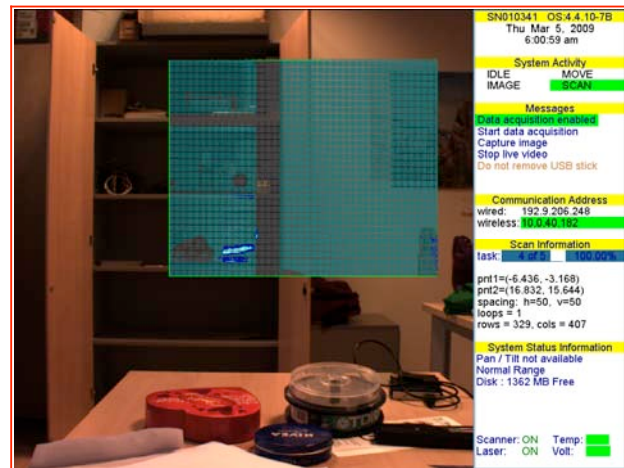 SN010341 OS:4.4.10-7B
Thu Mar 5, 2009
6:00:59 am
System Activity
IDLE MOVE
IMAGE SCAN
Messages
Data acquisition enabled
Start data acquisition
Capture image
Stop live video
Do not remove USB stick
Communication Address
wired: 192.9.206.248
wireless: 10.0.40.182
Scan Information
task: 4 of 5 100.00%
pnt1=(-6.436, -3.168)
pnt2=(16.832, 15.644)
spacing: h=50, v=50
loops = 1
rows = 329, cols = 407
System Status Information
Pan / Tilt not available
Normal Range
Disk : 1362 MB Free
Scanner: ON Temp:
Laser: ON Volt:
NIVEA